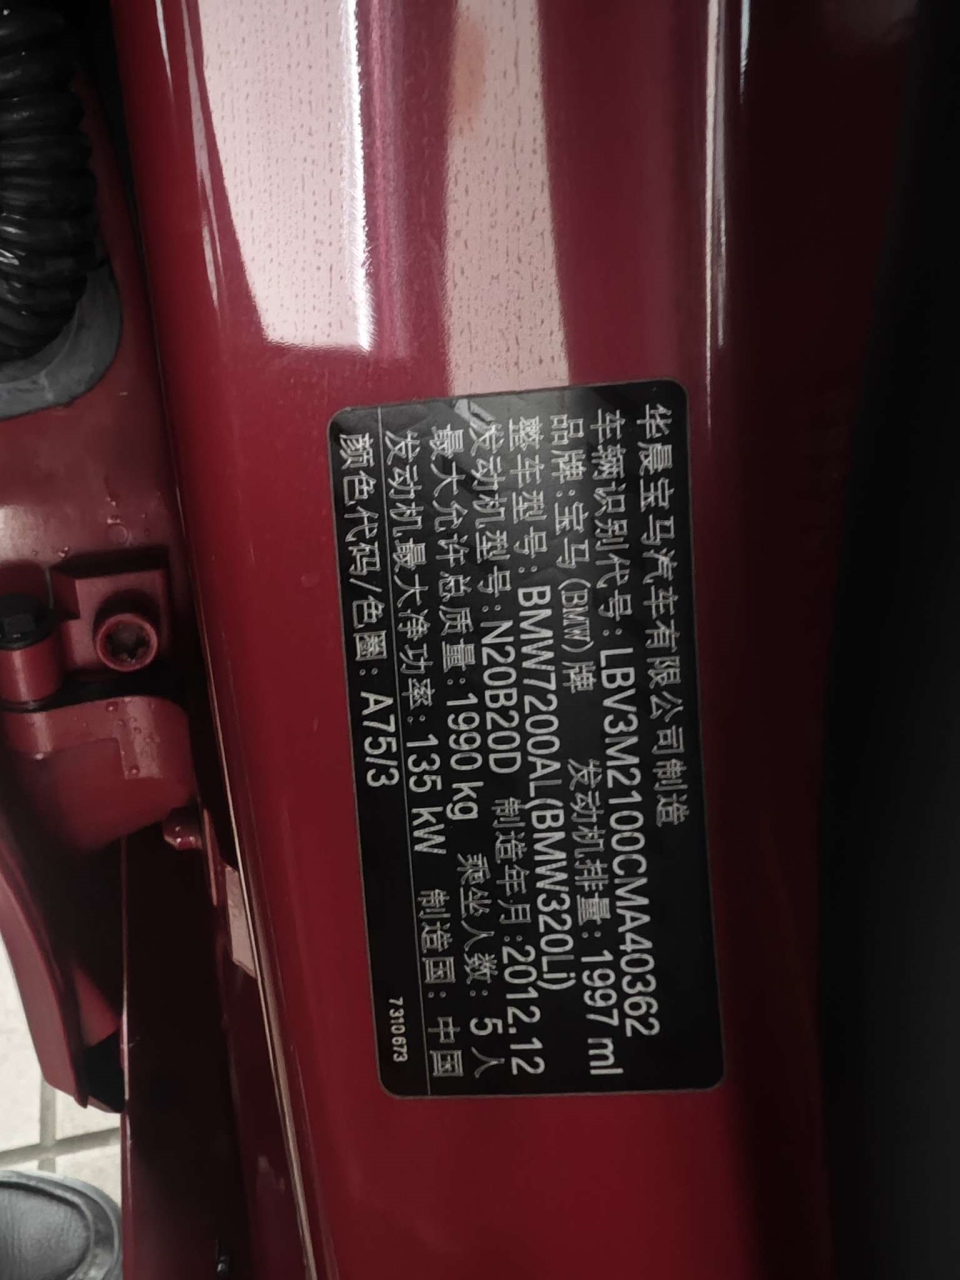 华晨宝马汽车有限公司制造
车辆识别代号:LBV3M2100CMA40362
品牌:宝马(BMW)牌 发动机排量:1997 ml
整车型号:BMW7200AL(BMW320Li)
发动机型号:N20B20D 制造年月:2012.12
最大允许总质量:1990 kg 乘坐人数:5 人
发动机最大净功率:135 kW 制造国:中国
颜色代码/色圈:A75/3
7310673